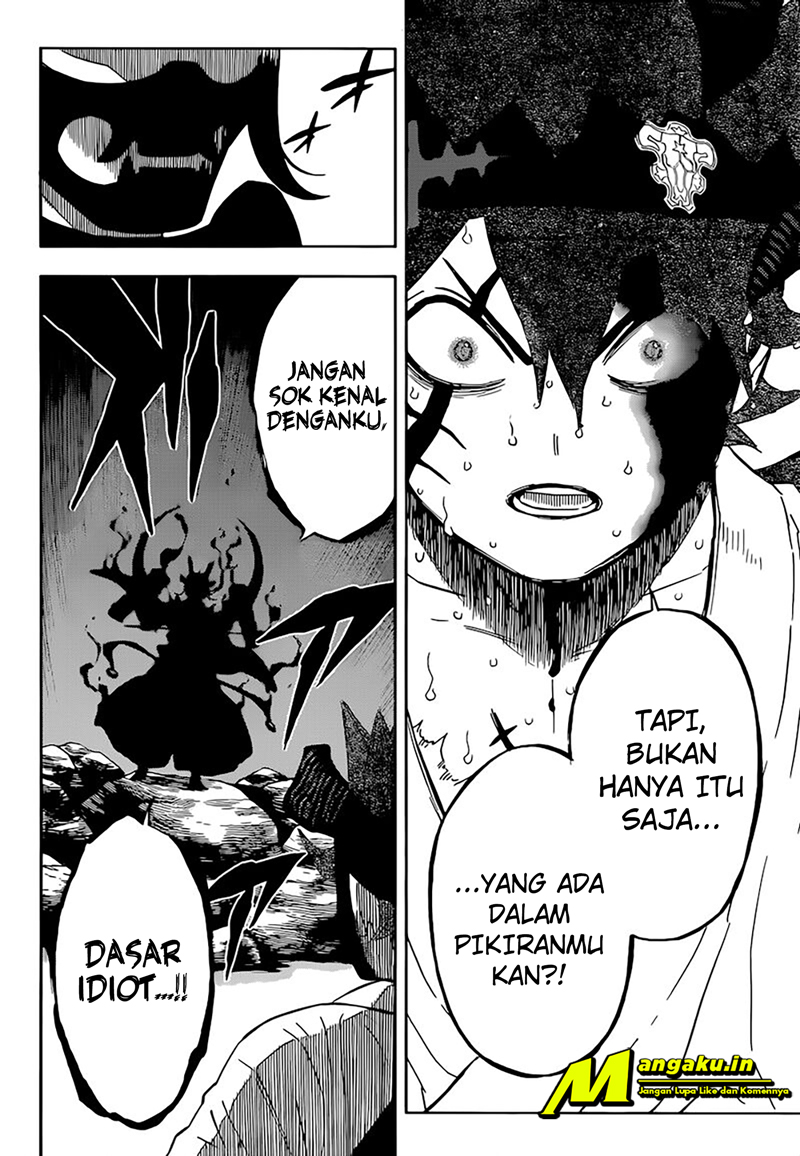 TAPI,
BUKAN
HANYA ITU
SAJA...
...YANG ADA
DALAM
PIKIRANMU
KAN?!
JANGAN
SOK KENAL
DENGANKU,
DASAR
IDIOT...!!
Mangaku.in
Jangan Lupa Like dan Komennya